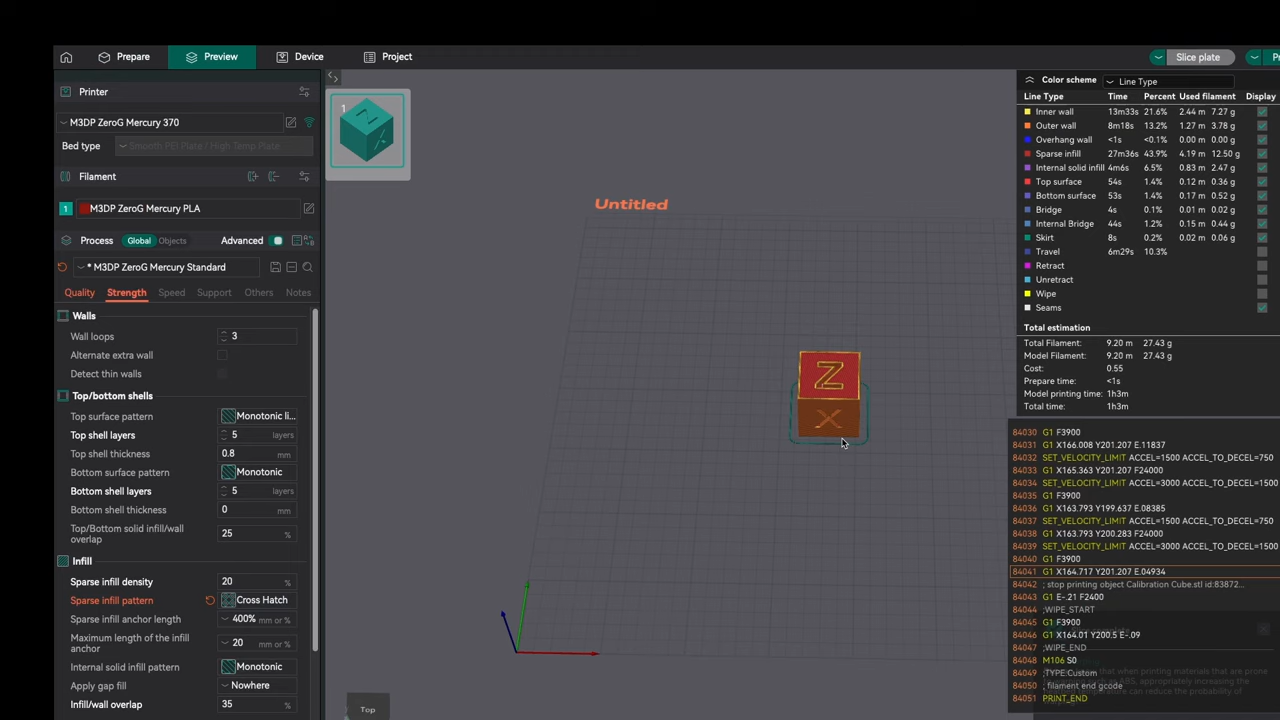 Prepare
Preview
Device
Project
Slice plate
Printer
M3DP ZeroG Mercury 370
Bed type
Smooth PEI Plate / High Temp Plate
Filament
1 M3DP ZeroG Mercury PLA
Process Global Objects Advanced
* M3DP ZeroG Mercury Standard
Quality Strength Speed Support Others Notes
Walls
Wall loops 3
Alternate extra wall
Detect thin walls
Top/bottom shells
Top surface pattern Monotonic li...
Top shell layers 5 layers
Top shell thickness 0.8 mm
Bottom surface pattern Monotonic
Bottom shell layers 5 layers
Bottom shell thickness 0 mm
Top/Bottom solid infill/wall
overlap 25 %
Infill
Sparse infill density 20 %
Sparse infill pattern Cross Hatch
Sparse infill anchor length 400% mm or %
Maximum length of the infill
anchor 20 mm or %
Internal solid infill pattern Monotonic
Apply gap fill Nowhere
Infill/wall overlap 35 %
1
Z
Untitled
Z
X
Top
Color scheme Line Type
Line Type Time Percent Used filament Display
Inner wall 13m33s 21.6% 2.44 m 7.27 g
Outer wall 8m18s 13.2% 1.27 m 3.78 g
Overhang wall <1s <0.1% 0.00 m 0.00 g
Sparse infill 27m36s 43.9% 4.19 m 12.50 g
Internal solid infill 4m6s 6.5% 0.83 m 2.47 g
Top surface 54s 1.4% 0.12 m 0.36 g
Bottom surface 53s 1.4% 0.17 m 0.52 g
Bridge 4s 0.1% 0.01 m 0.02 g
Internal Bridge 44s 1.2% 0.15 m 0.44 g
Skirt 8s 0.2% 0.02 m 0.06 g
Travel 6m29s 10.3%
Retract
Unretract
Wipe
Seams
Total estimation
Total Filament: 9.20 m 27.43 g
Model Filament: 9.20 m 27.43 g
Cost: 0.55
Prepare time: <1s
Model printing time: 1h3m
Total time: 1h3m
84030 G1 F3900
84031 G1 X166.008 Y201.207 E.11837
84032 SET_VELOCITY_LIMIT ACCEL=1500 ACCEL_TO_DECEL=750
84033 G1 X165.363 Y201.207 F24000
84034 SET_VELOCITY_LIMIT ACCEL=3000 ACCEL_TO_DECEL=1500
84035 G1 F3900
84036 G1 X163.793 Y199.637 E.08385
84037 SET_VELOCITY_LIMIT ACCEL=1500 ACCEL_TO_DECEL=750
84038 G1 X163.793 Y200.283 F24000
84039 SET_VELOCITY_LIMIT ACCEL=3000 ACCEL_TO_DECEL=1500
84040 G1 F3900
84041 G1 X164.717 Y201.207 E.04934
84042 ; stop printing object Calibration Cube.stl id:83872...
84043 G1 E-.21 F2400
84044 ;WIPE_START
84045 G1 F3900
84046 G1 X164.01 Y200.5 E-.09
84047 ;WIPE_END
84048 M106 S0
84049 ;TYPE:Custom
84050 ; filament end gcode
84051 PRINT_END